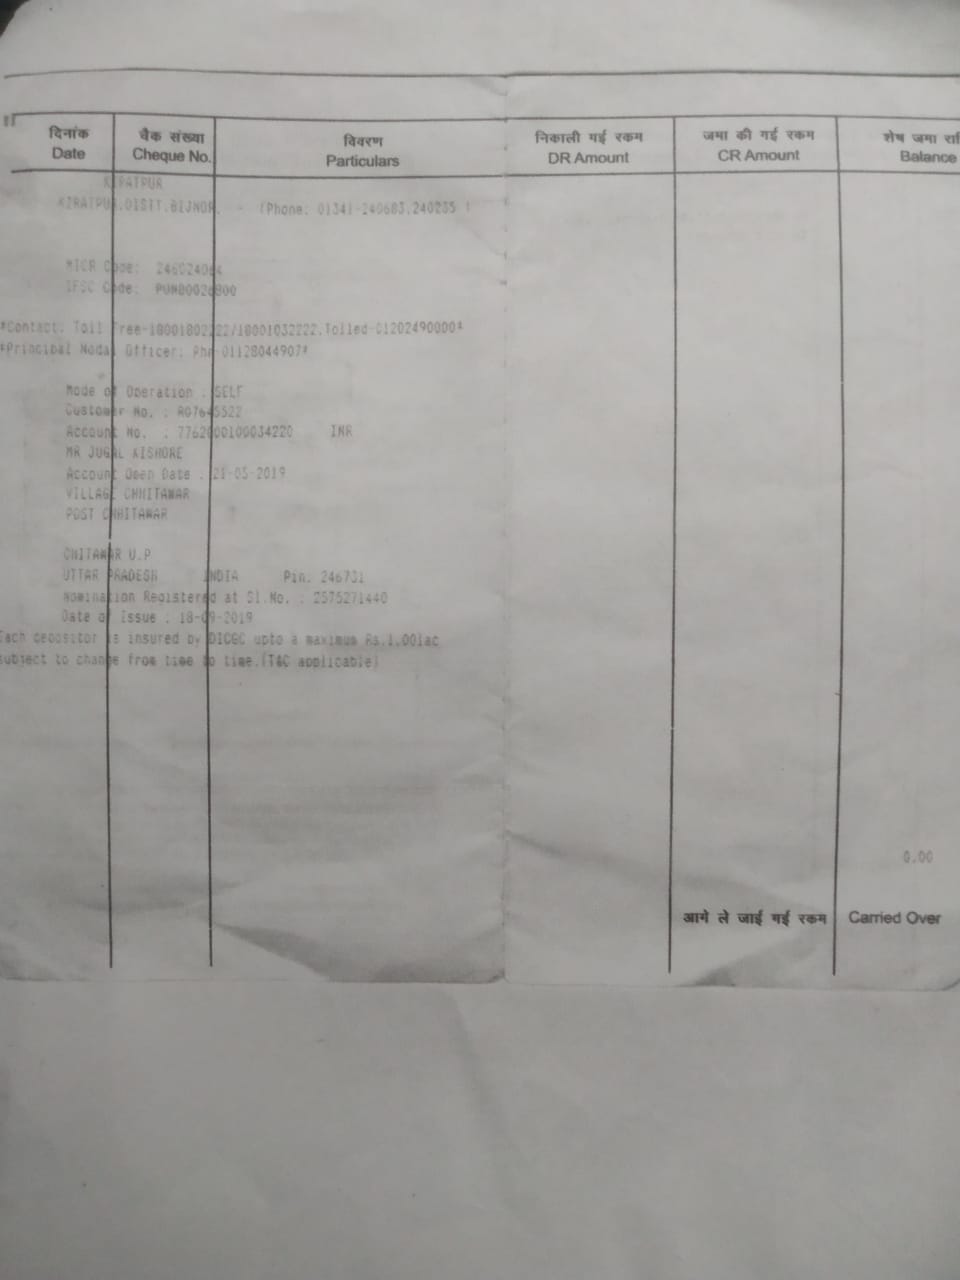 दिनांक चैक संख्या विवरण निकाली गई रकम जमा की गई रकम शेष जमा रा
Date Cheque No. Particulars DR Amount CR Amount Balance
KIRATPUR
KIRATPUR.DISTT.BIJNOR. - (Phone: 01341-240683,240235 )
MICR Code: 246024064
IFSC Code: PUNB0026800
*Contact: Toll Free-18001802222/18001032222,Tolled-01202490000*
*Principal Nodal Officer: Ph:-01128044907*
Mode of Operation : SELF
Customer No. : R07645522
Account No. : 7762000100034220 INR
MR JUGAL KISHORE
Account Open Date : 21-05-2019
VILLAGE CHHITAWAR
POST CHHITAWAR
CHITAWAR U.P
UTTAR PRADESH INDIA Pin: 246731
Nomination Registered at Sl.No. : 2575271440
Date of Issue : 18-09-2019
Each depositor is insured by DICGC upto a maximum Rs.1.00lac
subject to change from time to time.(T&C applicable)
0.00
आगे ले जाई गई रकम Carried Over